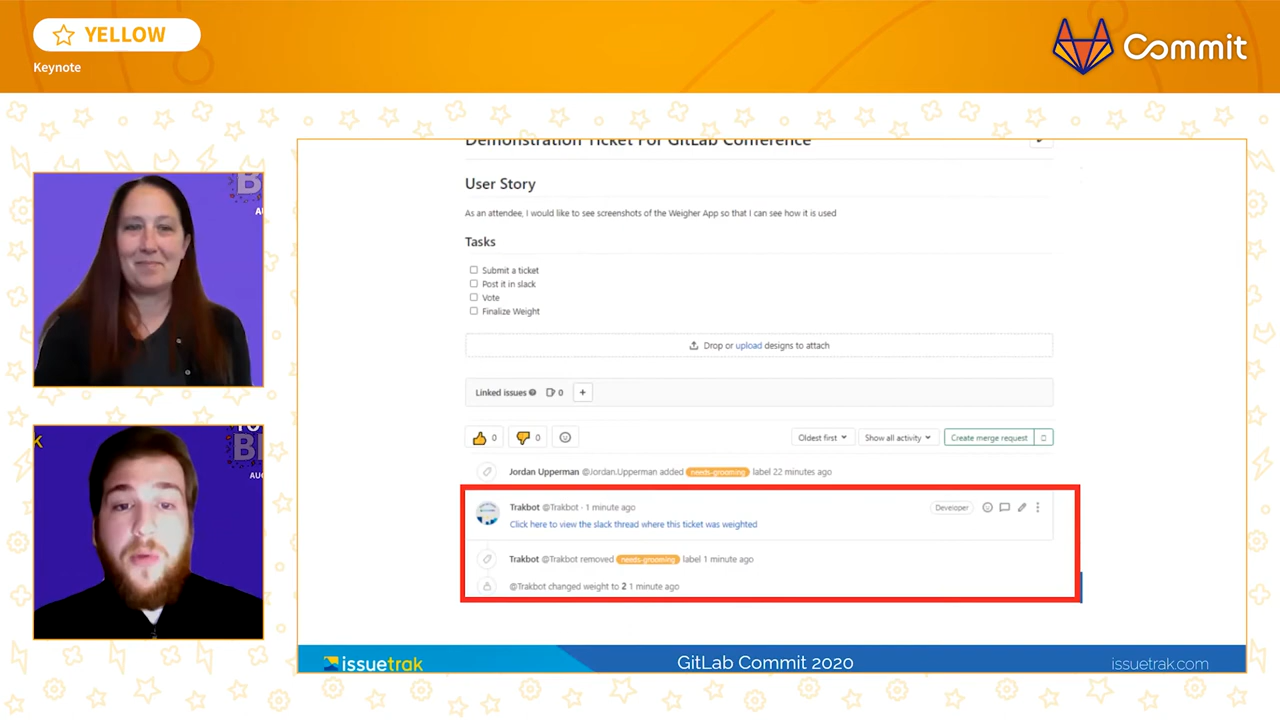 YELLOW
Keynote
Commit
B
AU
K
TO
B
AUG
Demonstration Ticket For GitLab Conference
User Story
As an attendee, I would like to see screenshots of the Weigher App so that I can see how it is used
Tasks
Submit a ticket
Post it in slack
Vote
Finalize Weight
Drop or upload designs to attach
Linked issues 0 +
0 0 Oldest first Show all activity Create merge request
Jordan Upperman @Jordan.Upperman added needs-grooming label 22 minutes ago
Trakbot @Trakbot · 1 minute ago Developer
Click here to view the slack thread where this ticket was weighted
Trakbot @Trakbot removed needs-grooming label 1 minute ago
@Trakbot changed weight to 2 1 minute ago
issuetrak GitLab Commit 2020 issuetrak.com